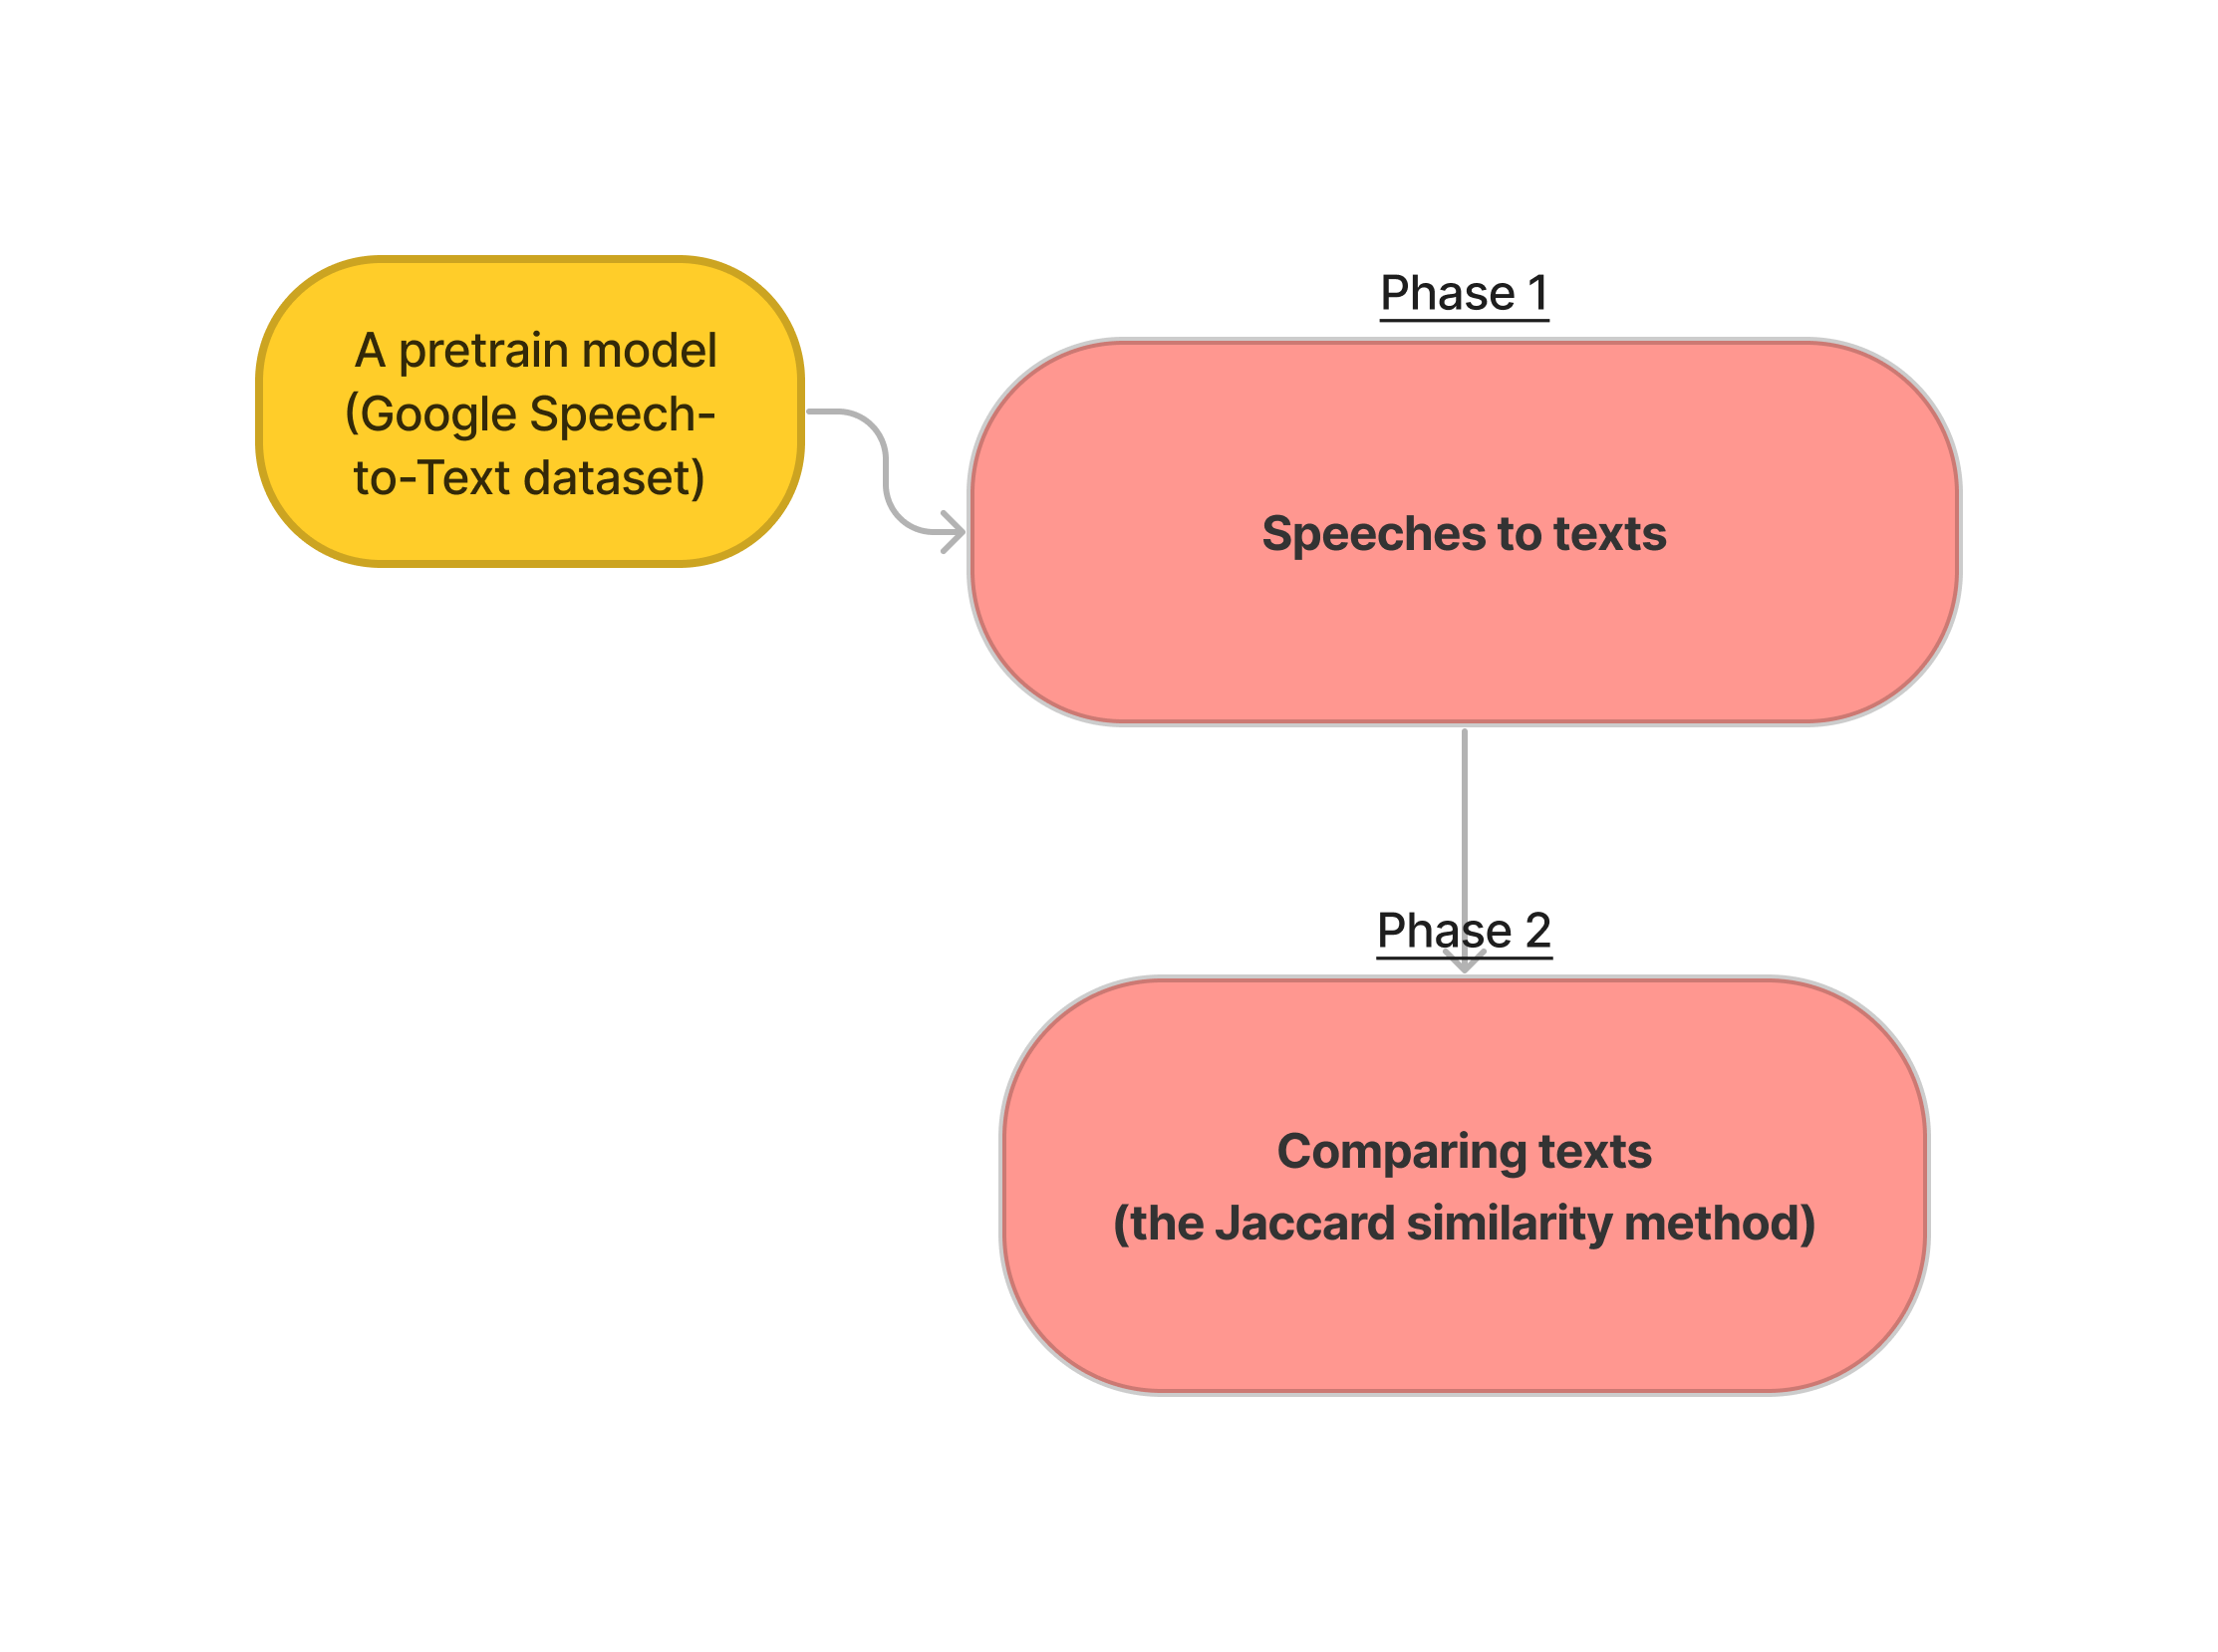 A pretrain model
(Google Speech-
to-Text dataset)
Phase 1
Speeches to texts
Phase 2
Comparing texts
(the Jaccard similarity method)